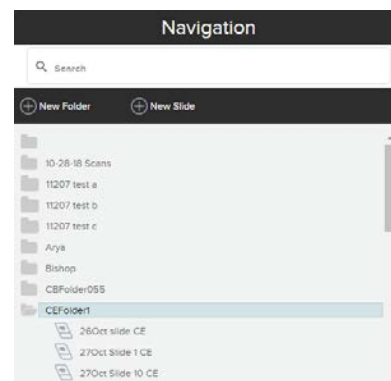 Navigation
Search
New Folder New Slide
10-28-18 Scans
11207 test a
11207 test b
11207 test c
Arya
Bishop
CBFolder055
CEFolder1
26Oct slide CE
27Oct Slide 1 CE
27Oct Slide 10 CE